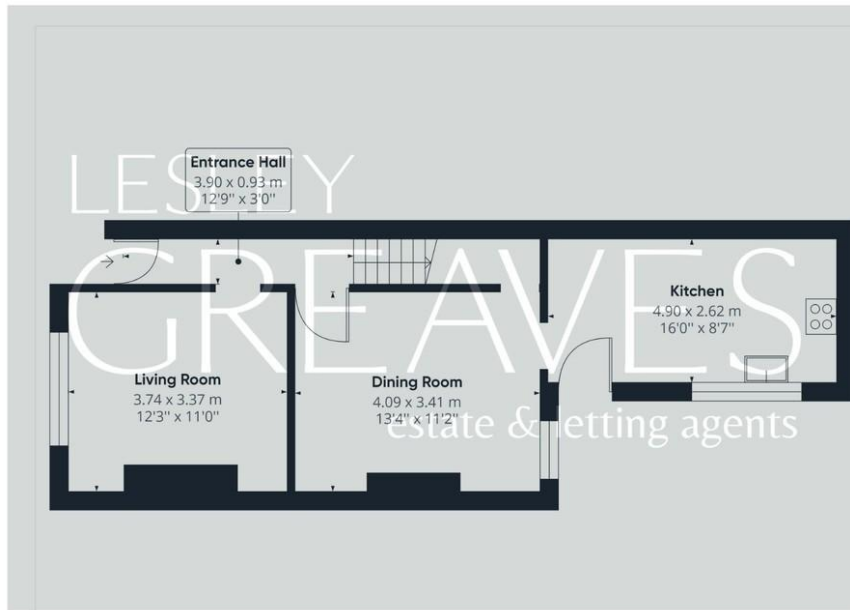 LESLEY
GREAVES
estate & letting agents
Entrance Hall
3.90 x 0.93 m
12'9" x 3'0"
Living Room
3.74 x 3.37 m
12'3" x 11'0"
Dining Room
4.09 x 3.41 m
13'4" x 11'2"
Kitchen
4.90 x 2.62 m
16'0" x 8'7"